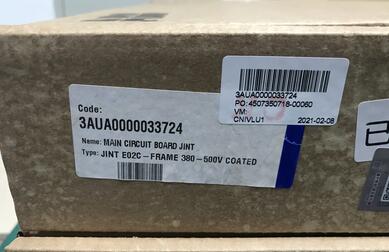 Code:
3AUA0000033724
Name: MAIN CIRCUIT BOARD JINT
Type: JINT E02C-FRAME 380-500V COATED
3AUA0000033724
PO: 4507350718-00060
VM:
CNIVLU1 2021-02-08